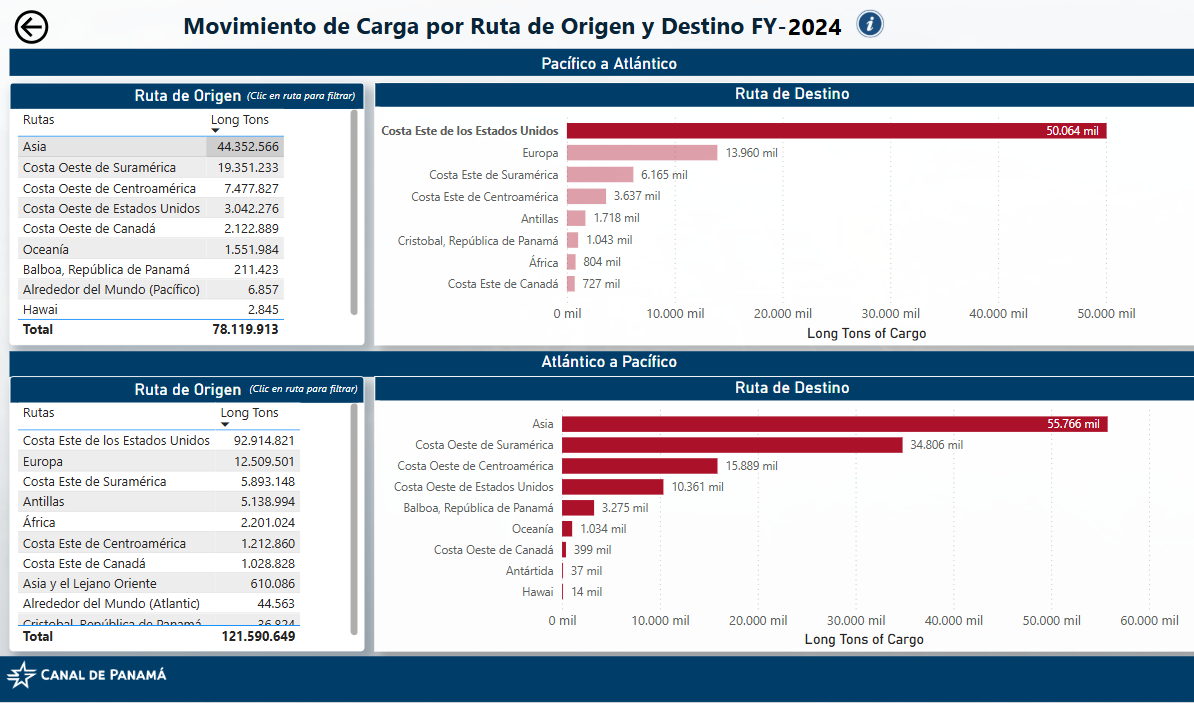 Movimiento de Carga por Ruta de Origen y Destino FY-2024 i
Pacífico a Atlántico
Ruta de Origen (Clic en ruta para filtrar)
Rutas Long Tons
Asia 44.352.566
Costa Oeste de Suramérica 19.351.233
Costa Oeste de Centroamérica 7.477.827
Costa Oeste de Estados Unidos 3.042.276
Costa Oeste de Canadá 2.122.889
Oceanía 1.551.984
Balboa, República de Panamá 211.423
Alrededor del Mundo (Pacífico) 6.857
Hawai 2.845
Total 78.119.913
Ruta de Destino
Costa Este de los Estados Unidos 50.064 mil
Europa 13.960 mil
Costa Este de Suramérica 6.165 mil
Costa Este de Centroamérica 3.637 mil
Antillas 1.718 mil
Cristobal, República de Panamá 1.043 mil
África 804 mil
Costa Este de Canadá 727 mil
0 mil 10.000 mil 20.000 mil 30.000 mil 40.000 mil 50.000 mil
Long Tons of Cargo
Atlántico a Pacífico
Ruta de Origen (Clic en ruta para filtrar)
Rutas Long Tons
Costa Este de los Estados Unidos 92.914.821
Europa 12.509.501
Costa Este de Suramérica 5.893.148
Antillas 5.138.994
África 2.201.024
Costa Este de Centroamérica 1.212.860
Costa Este de Canadá 1.028.828
Asia y el Lejano Oriente 610.086
Alrededor del Mundo (Atlantic) 44.563
Cristobal, República de Panamá 36.824
Total 121.590.649
Ruta de Destino
Asia 55.766 mil
Costa Oeste de Suramérica 34.806 mil
Costa Oeste de Centroamérica 15.889 mil
Costa Oeste de Estados Unidos 10.361 mil
Balboa, República de Panamá 3.275 mil
Oceanía 1.034 mil
Costa Oeste de Canadá 399 mil
Antártida 37 mil
Hawai 14 mil
0 mil 10.000 mil 20.000 mil 30.000 mil 40.000 mil 50.000 mil 60.000 mil
Long Tons of Cargo
CANAL DE PANAMÁ